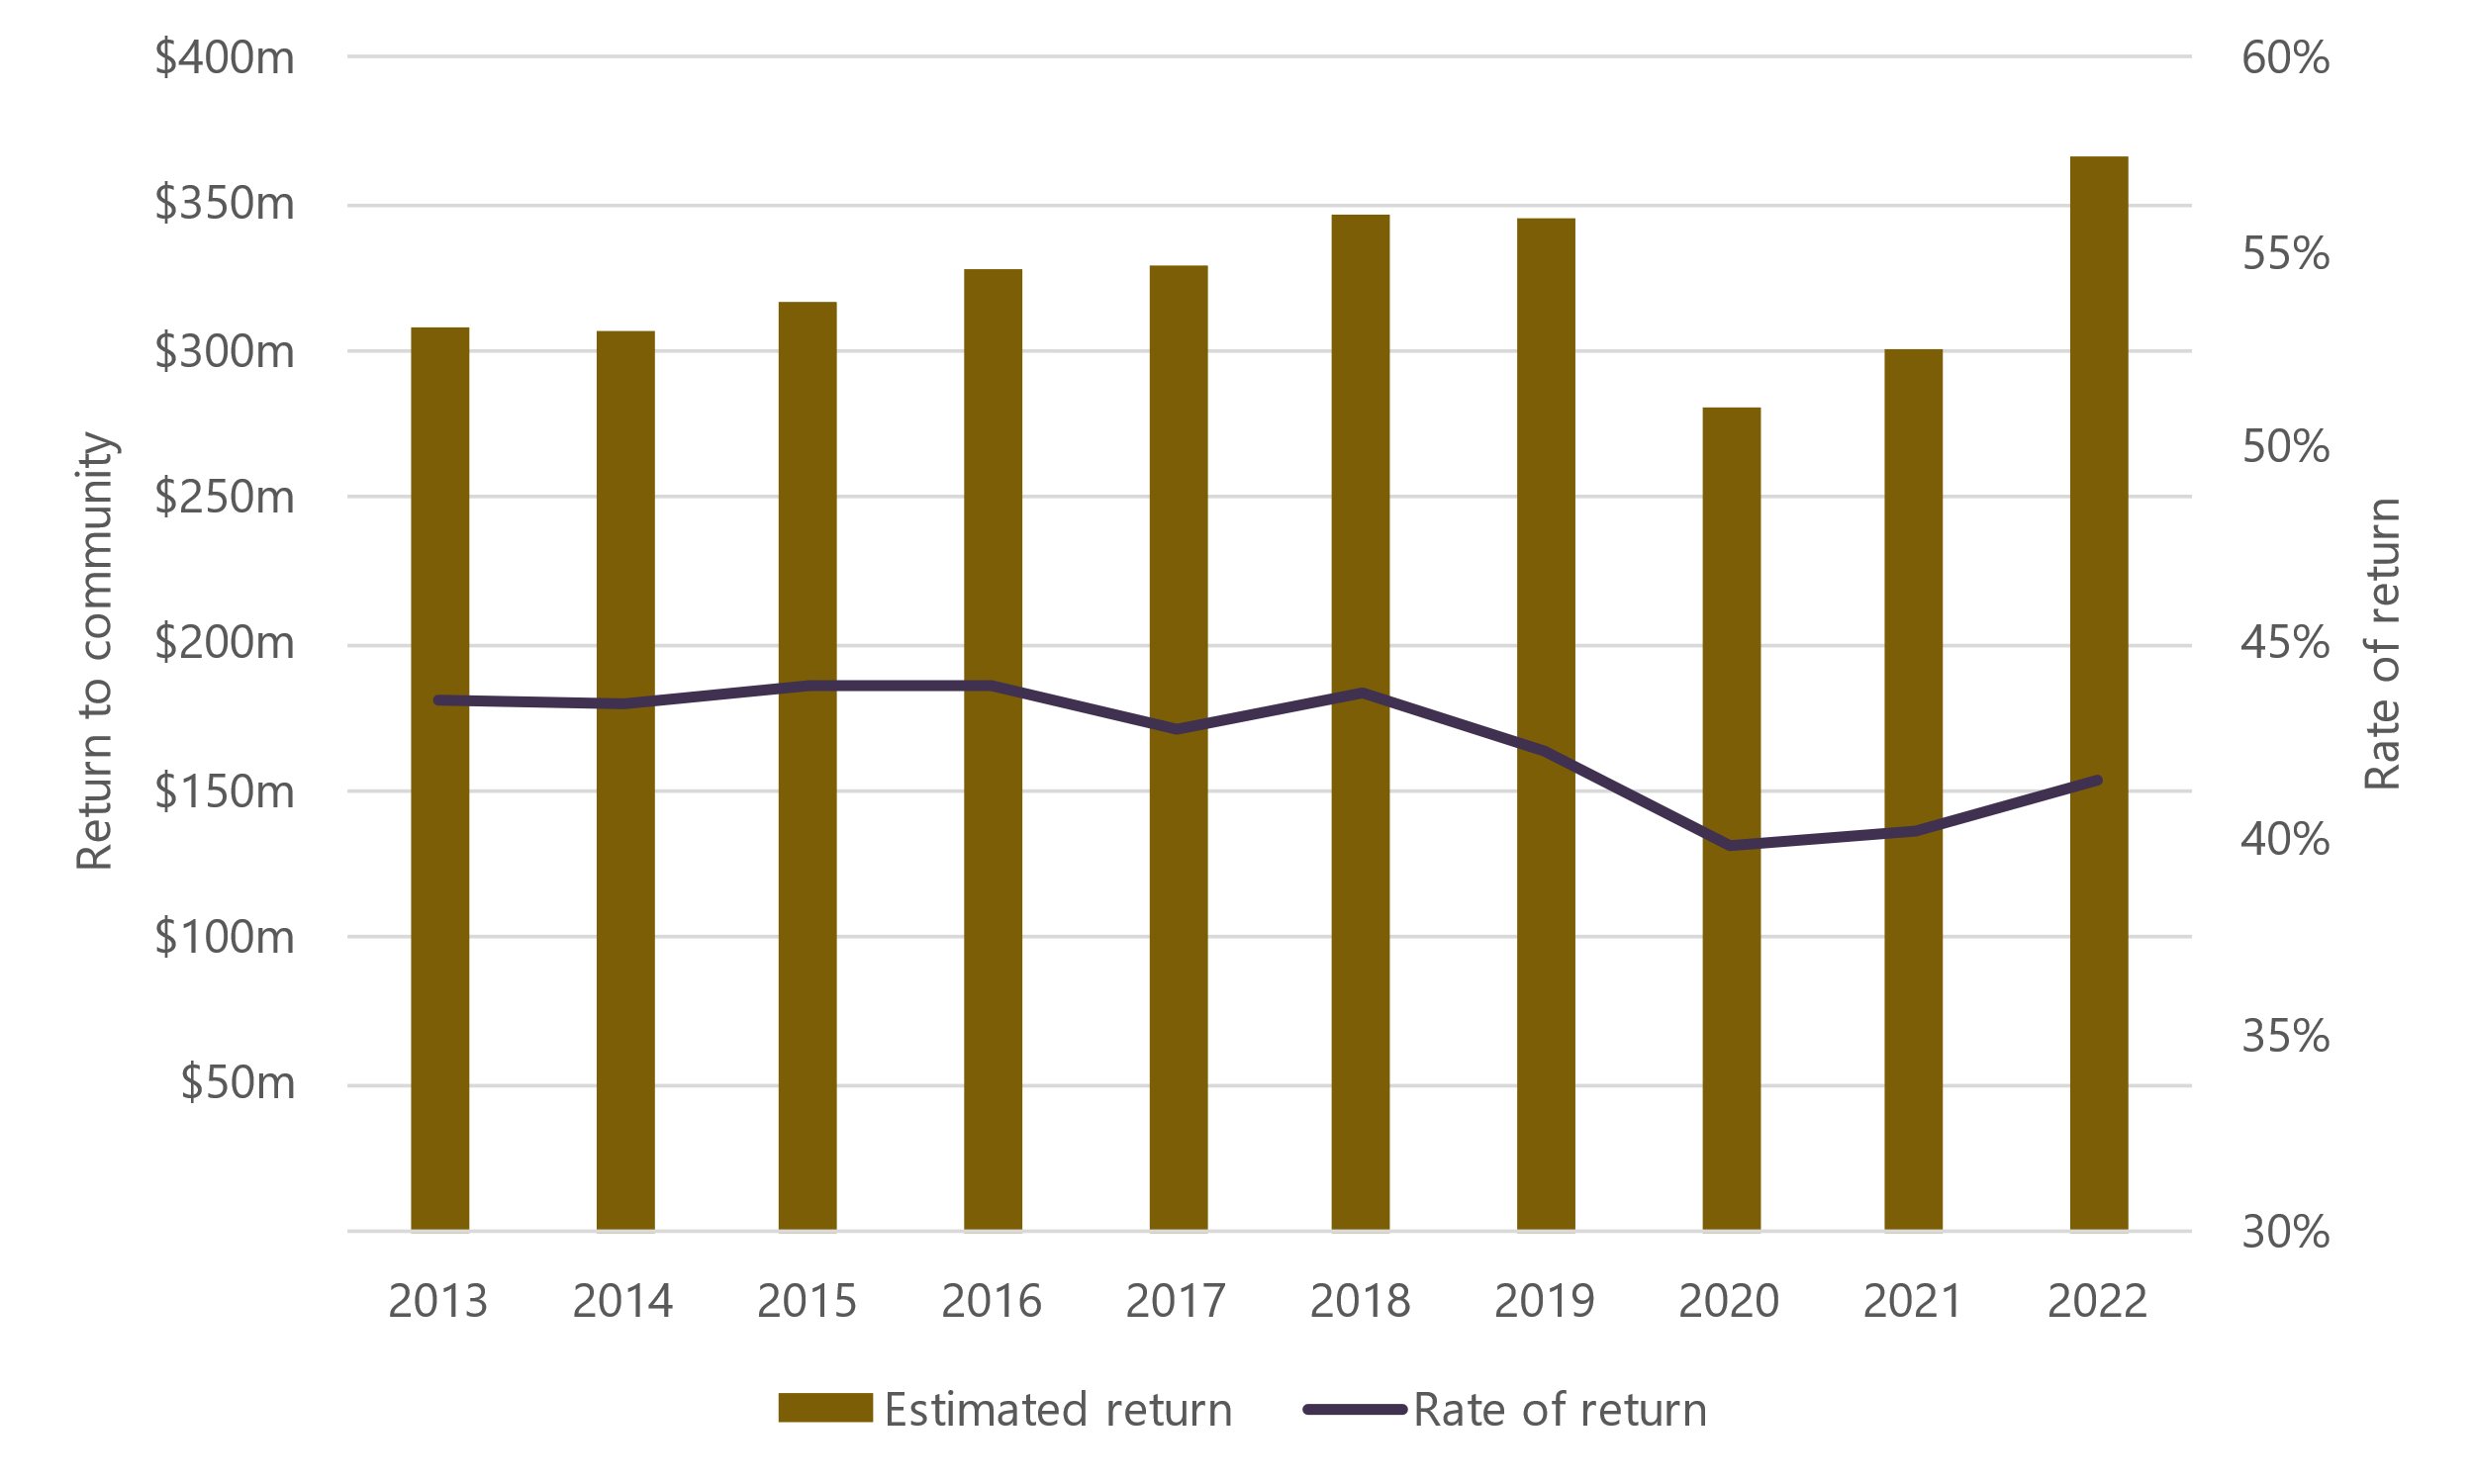 $400m
$350m
$300m
$250m
$200m
$150m
$100m
$50m
Return to community
60%
55%
50%
45%
40%
35%
30%
Rate of return
2013 2014 2015 2016 2017 2018 2019 2020 2021 2022
Estimated return Rate of return